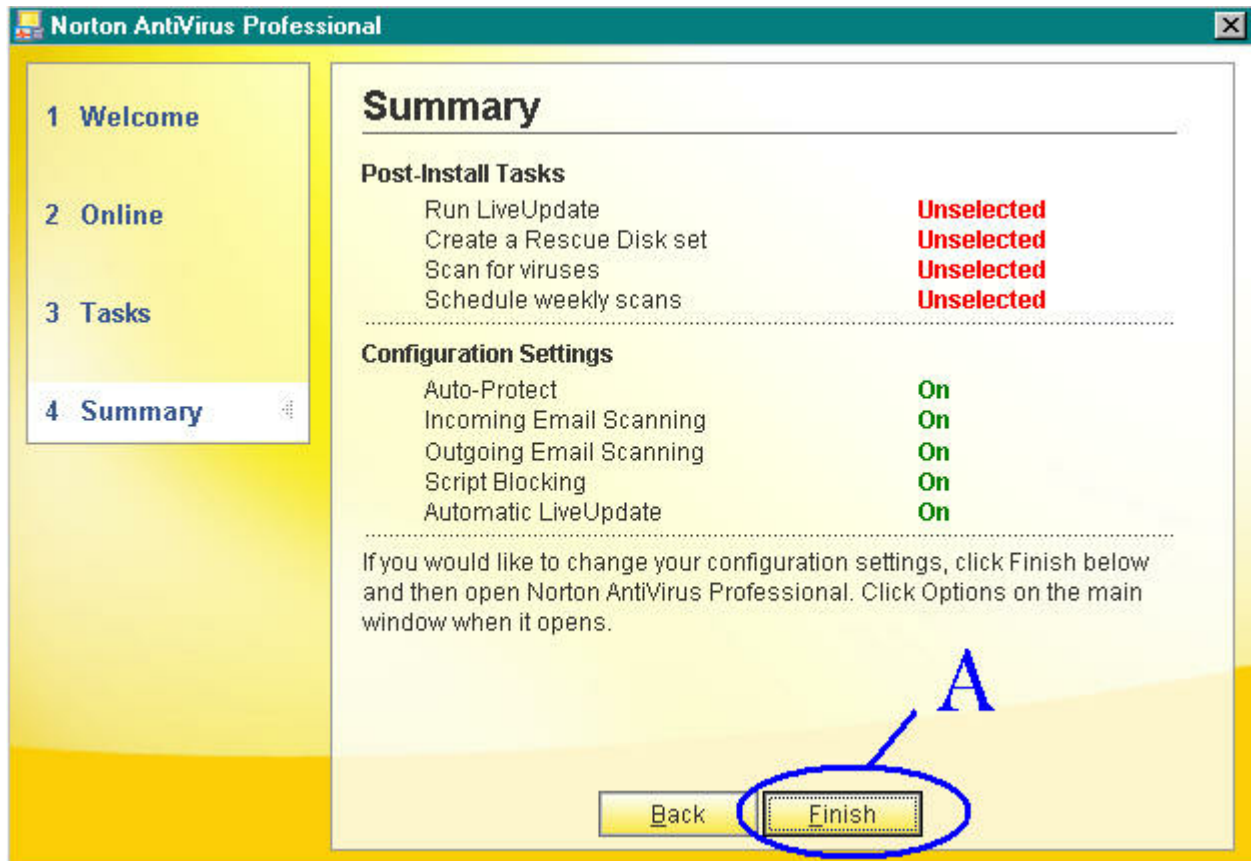 Norton AntiVirus Professional
1 Welcome
2 Online
3 Tasks
4 Summary
Summary
Post-Install Tasks
Run LiveUpdate Unselected
Create a Rescue Disk set Unselected
Scan for viruses Unselected
Schedule weekly scans Unselected
Configuration Settings
Auto-Protect On
Incoming Email Scanning On
Outgoing Email Scanning On
Script Blocking On
Automatic LiveUpdate On
If you would like to change your configuration settings, click Finish below
and then open Norton AntiVirus Professional. Click Options on the main
window when it opens.
A
Back Finish